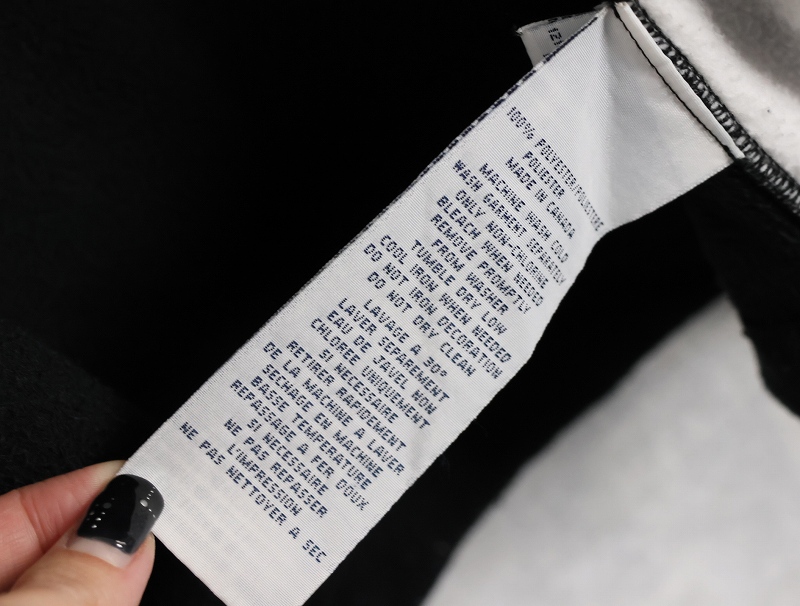 100% POLYESTER/POLIESTURE
POLIESTER
MADE IN CANADA
MACHINE WASH COLD
WASH GARMENT SEPARATELY
ONLY NON-CHLORINE
BLEACH WHEN NEEDED
REMOVE PROMPTLY
FROM WASHER
TUMBLE DRY LOW
COOL IRON WHEN NEEDED
DO NOT IRON DECORATION
DO NOT DRY CLEAN
LAVAGE A 30°
LAVER SEPAREMENT
EAU DE JAVEL NON
CHLOREE UNIQUEMENT
SI NECESSAIRE
RETIRER RAPIDEMENT
DE LA MACHINE A LAVER
SECHAGE EN MACHINE
BASSE TEMPERATURE
REPASSAGE A FER DOUX
SI NECESSAIRE
NE PAS REPASSER
L'IMPRESSION
NE PAS NETTOYER A SEC